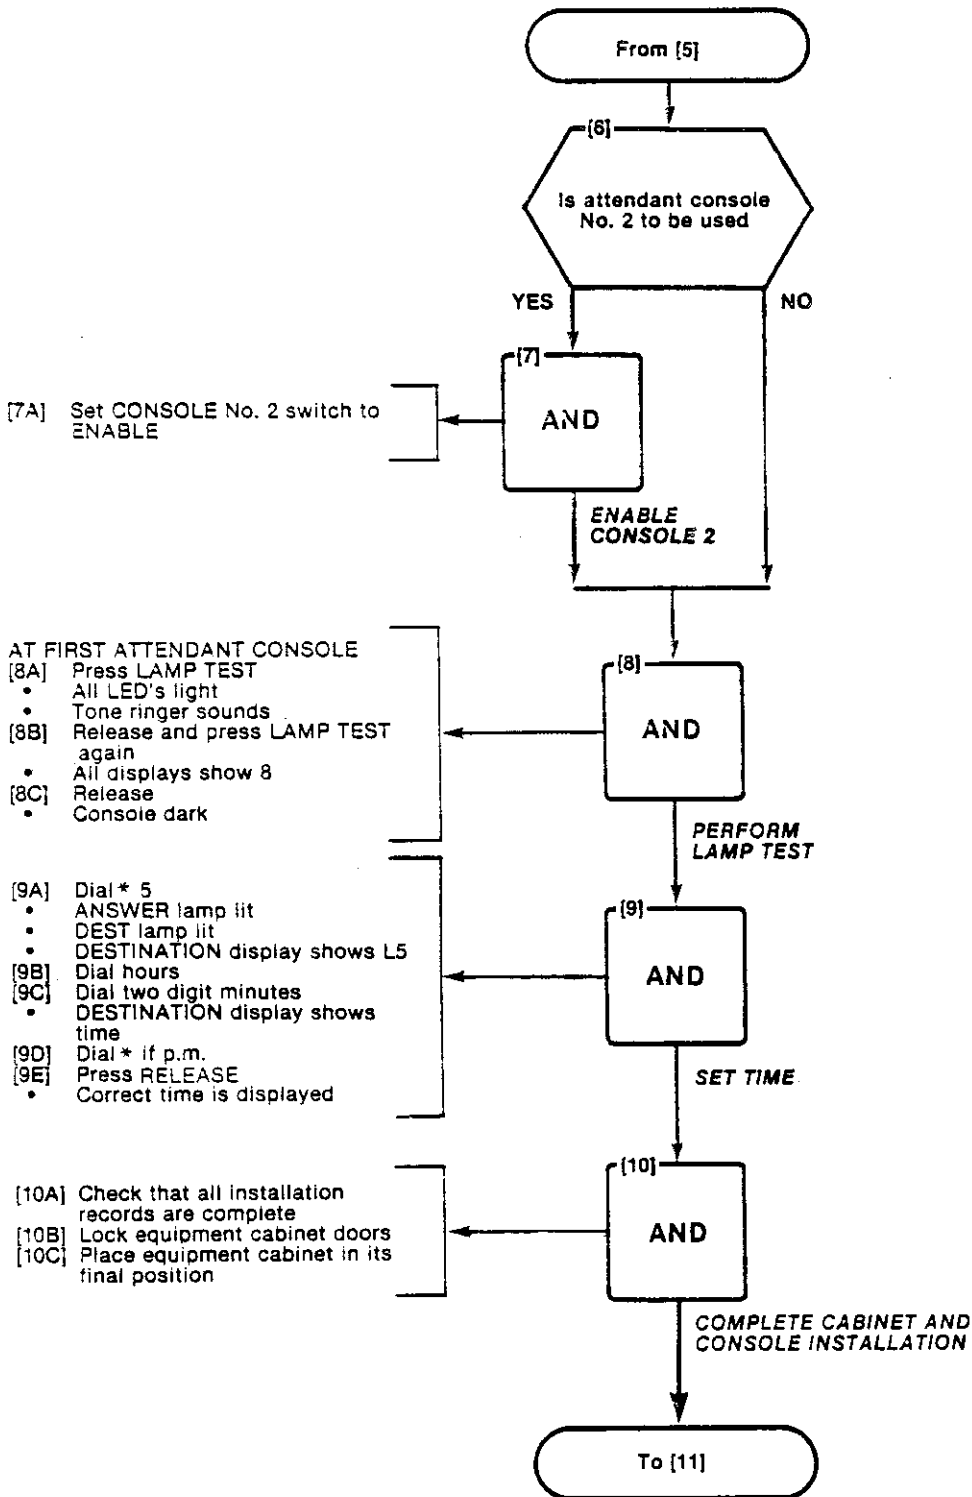 From [5]
[6]
Is attendant console
No. 2 to be used
YES
NO
[7]
AND
[7A] Set CONSOLE No. 2 switch to
ENABLE
ENABLE
CONSOLE 2
AT FIRST ATTENDANT CONSOLE
[8A] Press LAMP TEST
• All LED's light
• Tone ringer sounds
[8B] Release and press LAMP TEST
again
• All displays show 8
[8C] Release
• Console dark
[8]
AND
PERFORM
LAMP TEST
[9A] Dial * 5
• ANSWER lamp lit
• DEST lamp lit
• DESTINATION display shows L5
[9B] Dial hours
[9C] Dial two digit minutes
• DESTINATION display shows
time
[9D] Dial * if p.m.
[9E] Press RELEASE
• Correct time is displayed
[9]
AND
SET TIME
[10A] Check that all installation
records are complete
[10B] Lock equipment cabinet doors
[10C] Place equipment cabinet in its
final position
[10]
AND
COMPLETE CABINET AND
CONSOLE INSTALLATION
To [11]